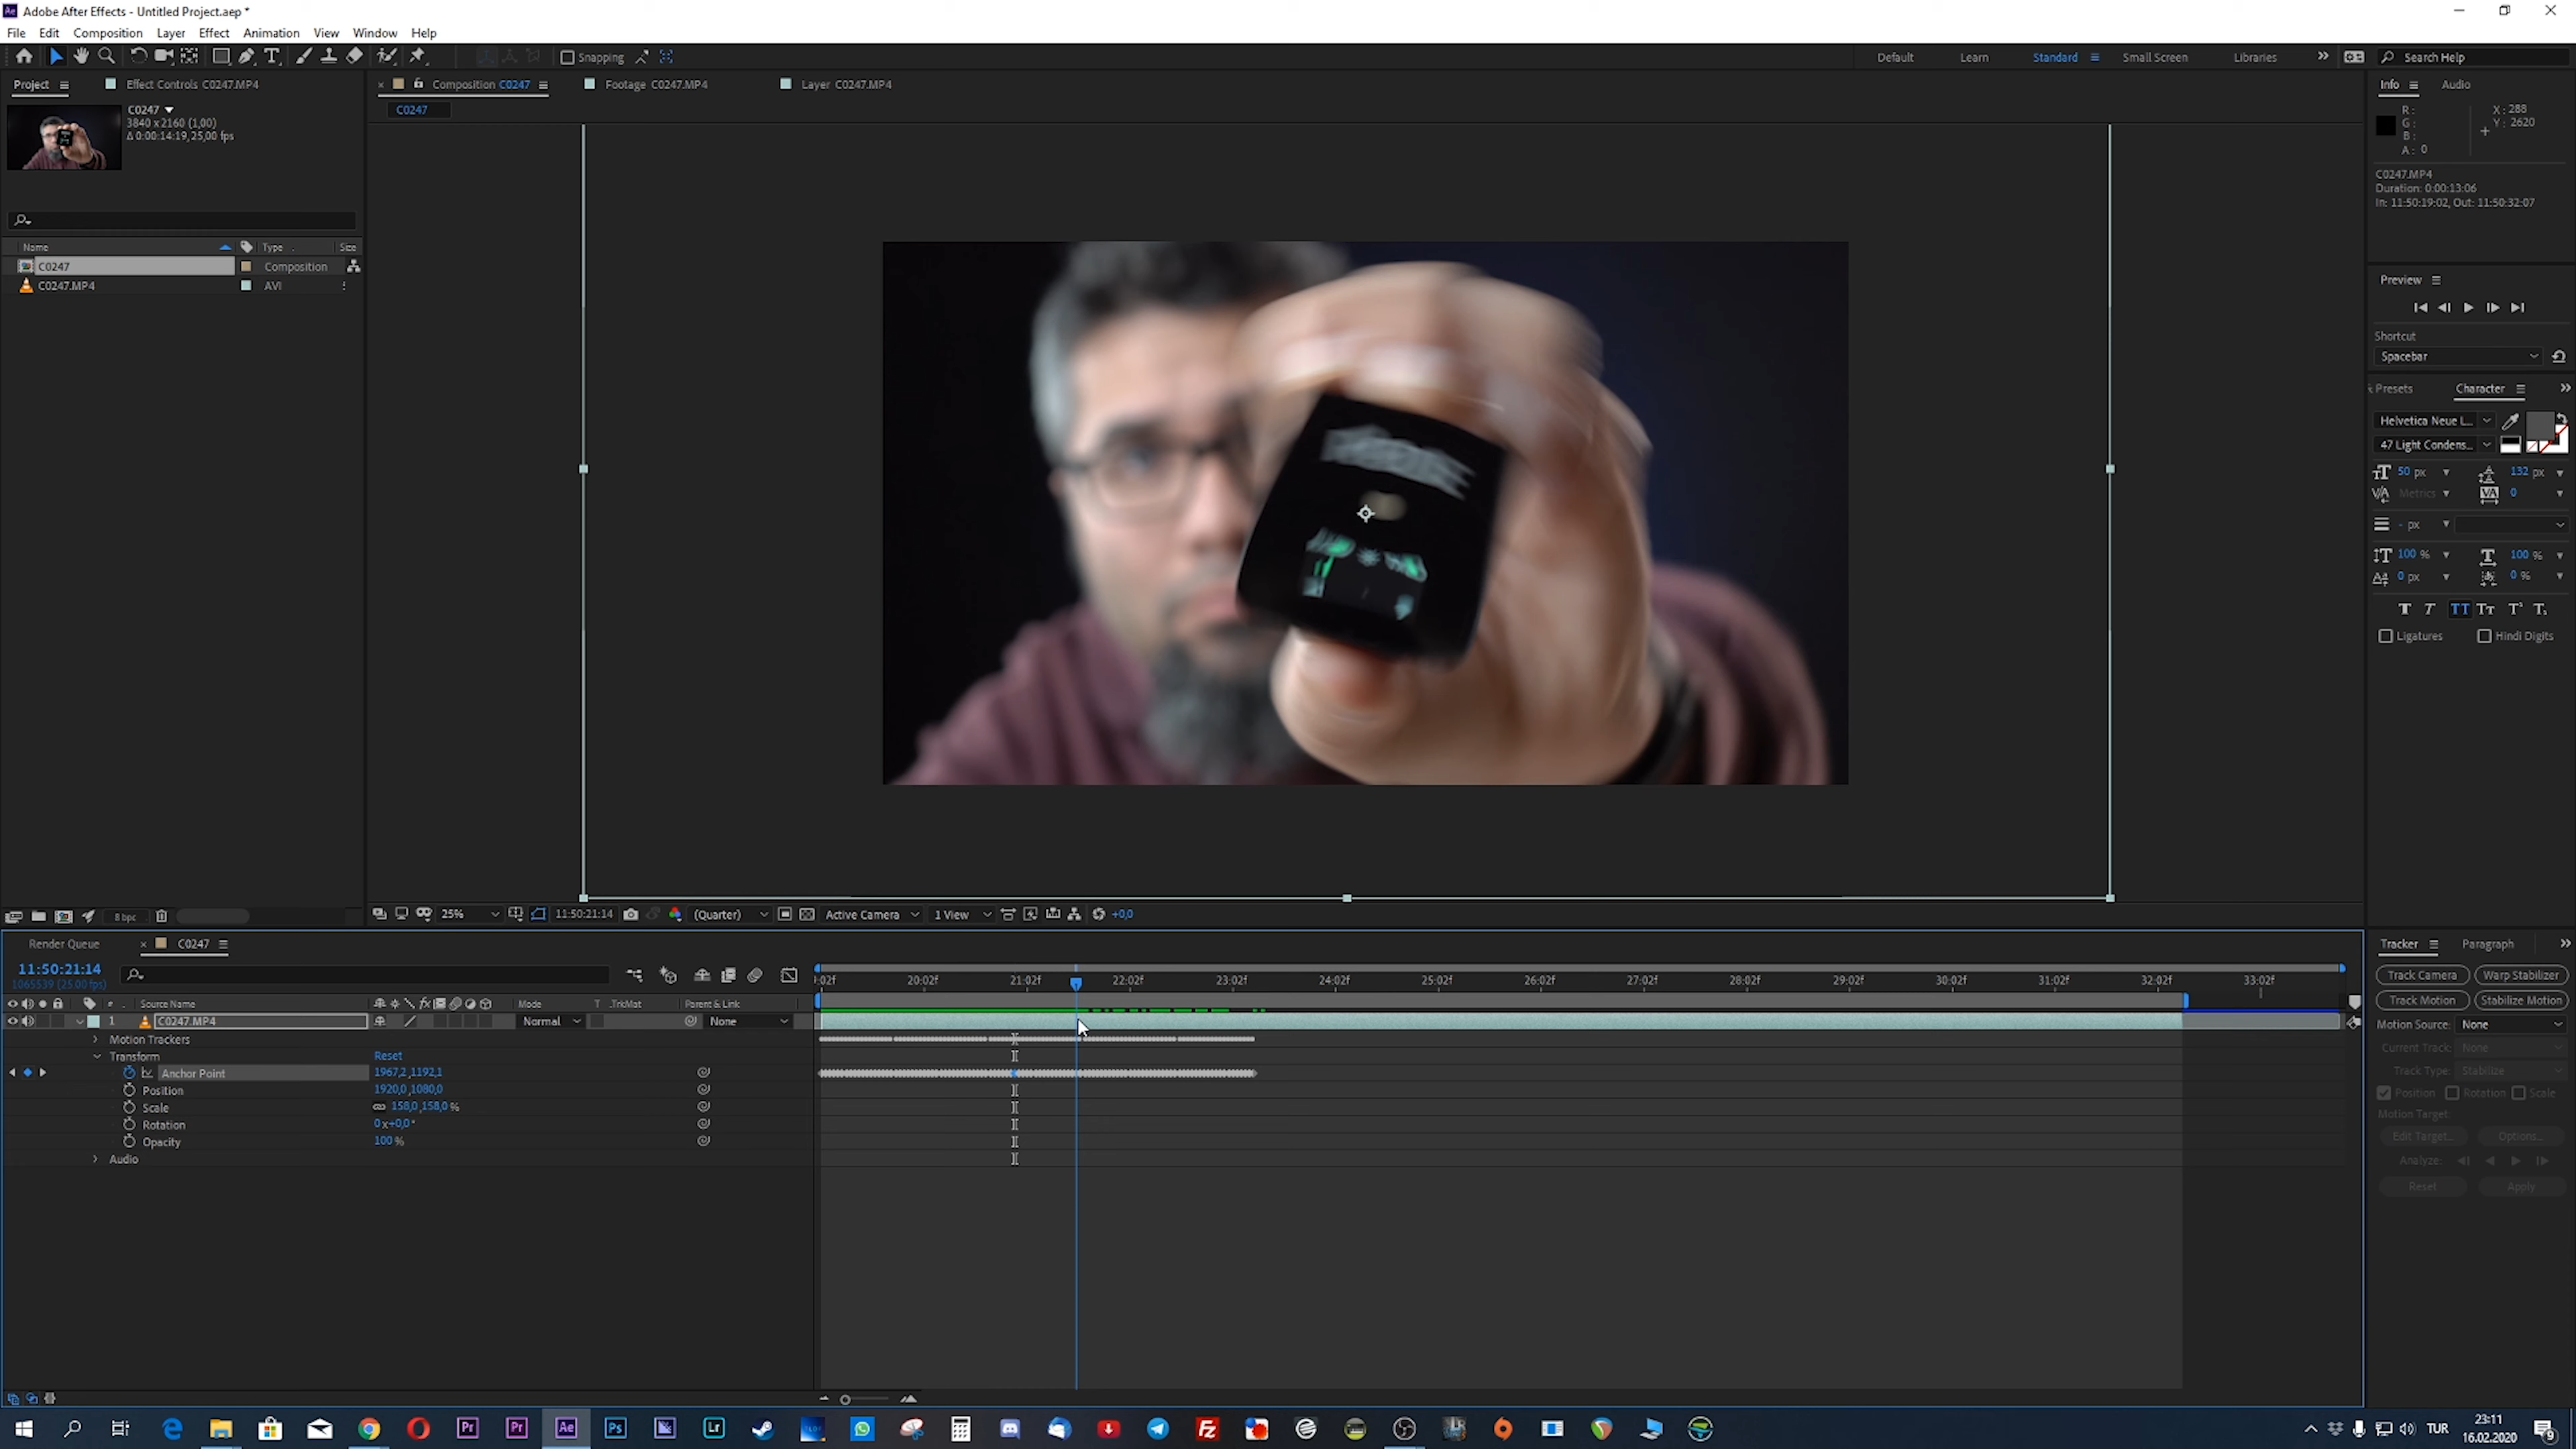 Adobe After Effects - Untitled Project.aep *
File Edit Composition Layer Effect Animation View Window Help
Snapping
Default Learn Standard Small Screen Libraries Search Help
Project Effect Controls C0247.MP4
Composition C0247 Footage C0247.MP4 Layer C0247.MP4
Info Audio
C0247
3840 x 2160 (1,00)
Δ 0:00:14:19, 25,00 fps
C0247
R :
G :
B :
A : 0
X : 288
Y : 2620
C0247.MP4
Duration: 0:00:13:06
In: 11:50:19:02, Out: 11:50:32:07
Name Type Size
C0247 Composition
C0247.MP4 AVI
Preview
Shortcut
Spacebar
Presets Character
Helvetica Neue L...
47 Light Condens...
50 px 132 px
Metrics 0
- px
100 % 100 %
0 px 0 %
Ligatures Hindi Digits
8 bpc
25% 11:50:21:14 (Quarter) Active Camera 1 View +0,0
Render Queue C0247
11:50:21:14
1065539 (25.00 fps)
:02f 20:02f 21:02f 22:02f 23:02f 24:02f 25:02f 26:02f 27:02f 28:02f 29:02f 30:02f 31:02f 32:02f 33:02f
# Source Name Mode T .TrkMat Parent & Link
1 C0247.MP4 Normal None
Motion Trackers
Transform Reset
Anchor Point 1967,2 ,1192,1
Position 1920,0 ,1080,0
Scale 158,0 ,158,0 %
Rotation 0 x+0,0°
Opacity 100 %
Audio
Tracker Paragraph
Track Camera Warp Stabilizer
Track Motion Stabilize Motion
Motion Source: None
Current Track: None
Track Type: Stabilize
Position Rotation Scale
Motion Target:
Edit Target... Options...
Analyze:
Reset Apply
TUR
23:11
16.02.2020